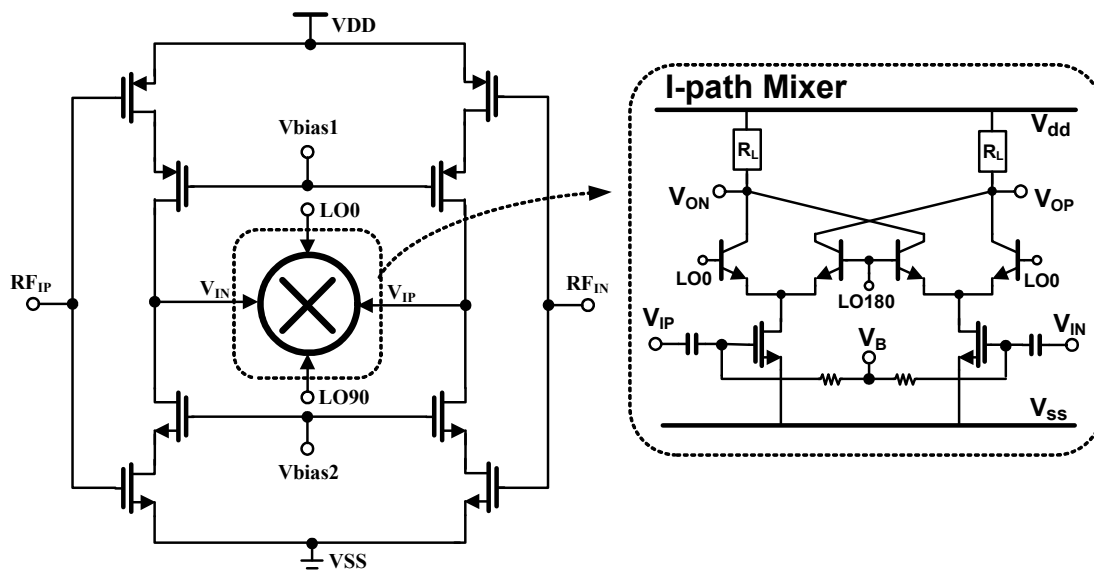 VDD
I-path Mixer
Vdd
Vbias1
RL
RL
VON
VOP
LO0
LO0
LO0
RFIP
VIN
VIP
RFIN
LO180
VIP
VB
VIN
LO90
Vss
Vbias2
VSS